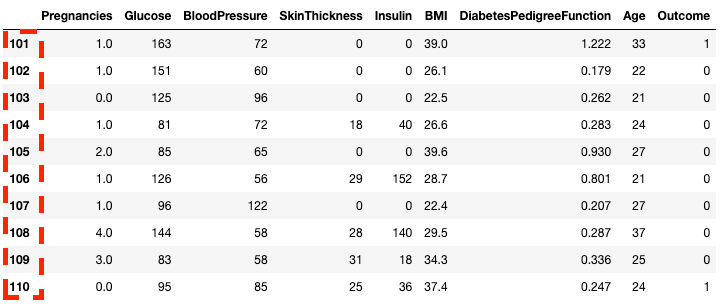 Pregnancies Glucose BloodPressure SkinThickness Insulin BMI DiabetesPedigreeFunction Age Outcome
101 1.0 163 72 0 0 39.0 1.222 33 1
102 1.0 151 60 0 0 26.1 0.179 22 0
103 0.0 125 96 0 0 22.5 0.262 21 0
104 1.0 81 72 18 40 26.6 0.283 24 0
105 2.0 85 65 0 0 39.6 0.930 27 0
106 1.0 126 56 29 152 28.7 0.801 21 0
107 1.0 96 122 0 0 22.4 0.207 27 0
108 4.0 144 58 28 140 29.5 0.287 37 0
109 3.0 83 58 31 18 34.3 0.336 25 0
110 0.0 95 85 25 36 37.4 0.247 24 1